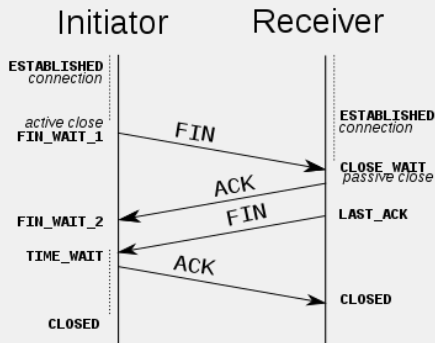 Initiator Receiver
ESTABLISHED
connection
active close
FIN_WAIT_1
FIN
ESTABLISHED
connection
CLOSE_WAIT
passive close
ACK
FIN
FIN_WAIT_2
LAST_ACK
TIME_WAIT
ACK
CLOSED
CLOSED